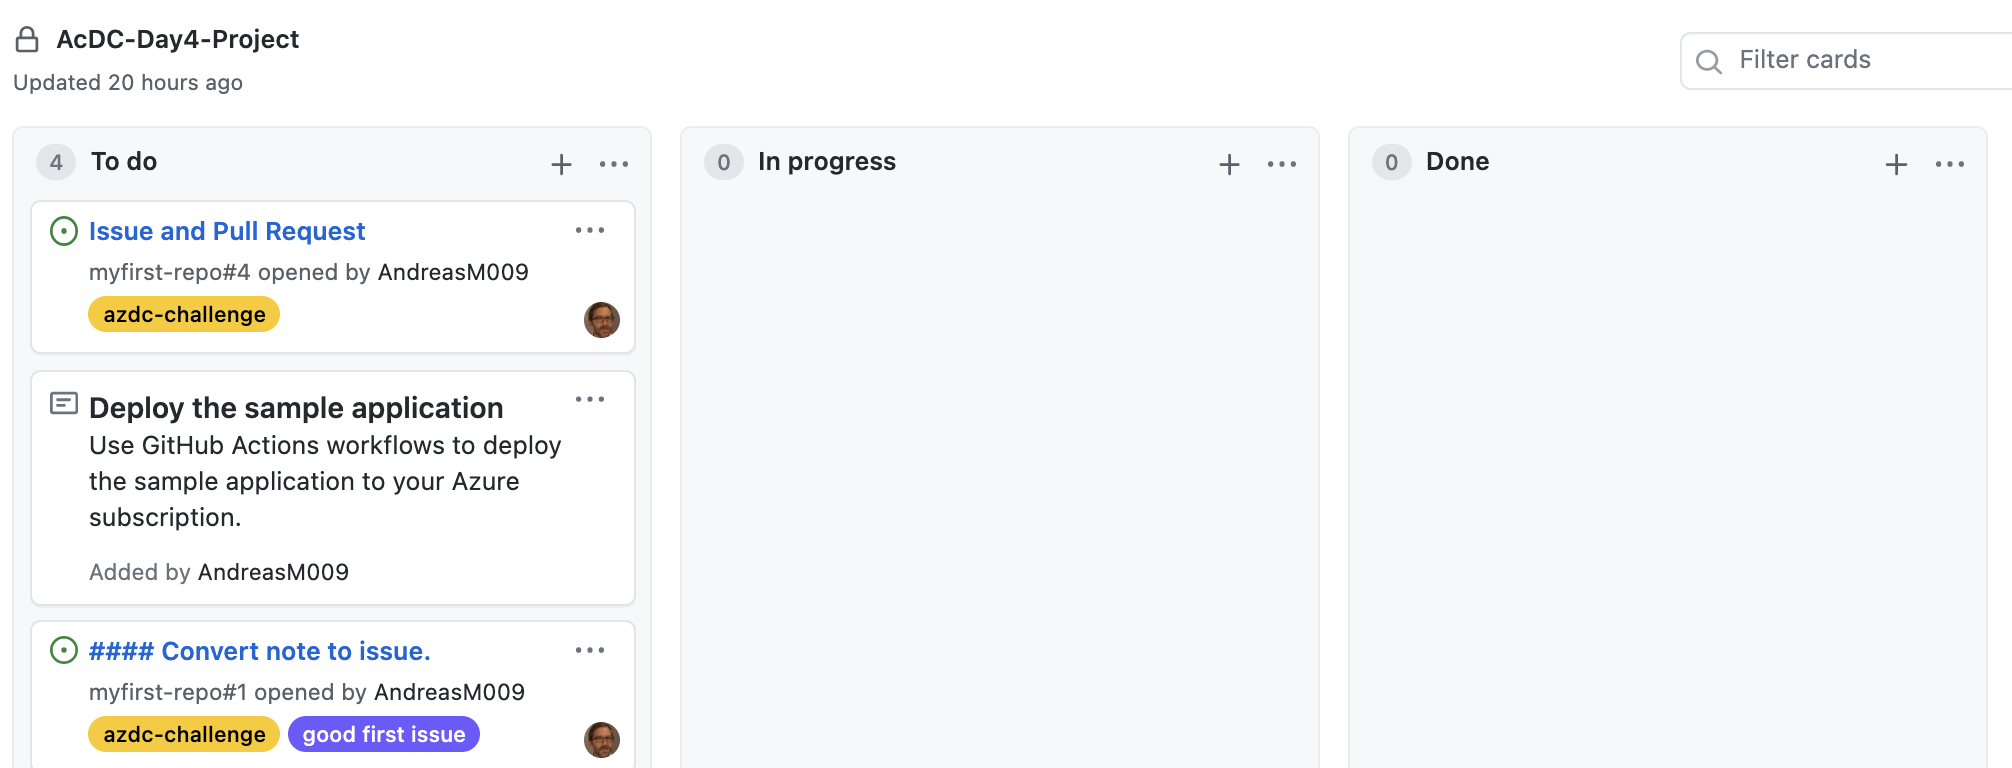 AcDC-Day4-Project
Updated 20 hours ago
Filter cards
4 To do
Issue and Pull Request
myfirst-repo#4 opened by AndreasM009
azdc-challenge
Deploy the sample application
Use GitHub Actions workflows to deploy
the sample application to your Azure
subscription.
Added by AndreasM009
#### Convert note to issue.
myfirst-repo#1 opened by AndreasM009
azdc-challenge good first issue
0 In progress
0 Done